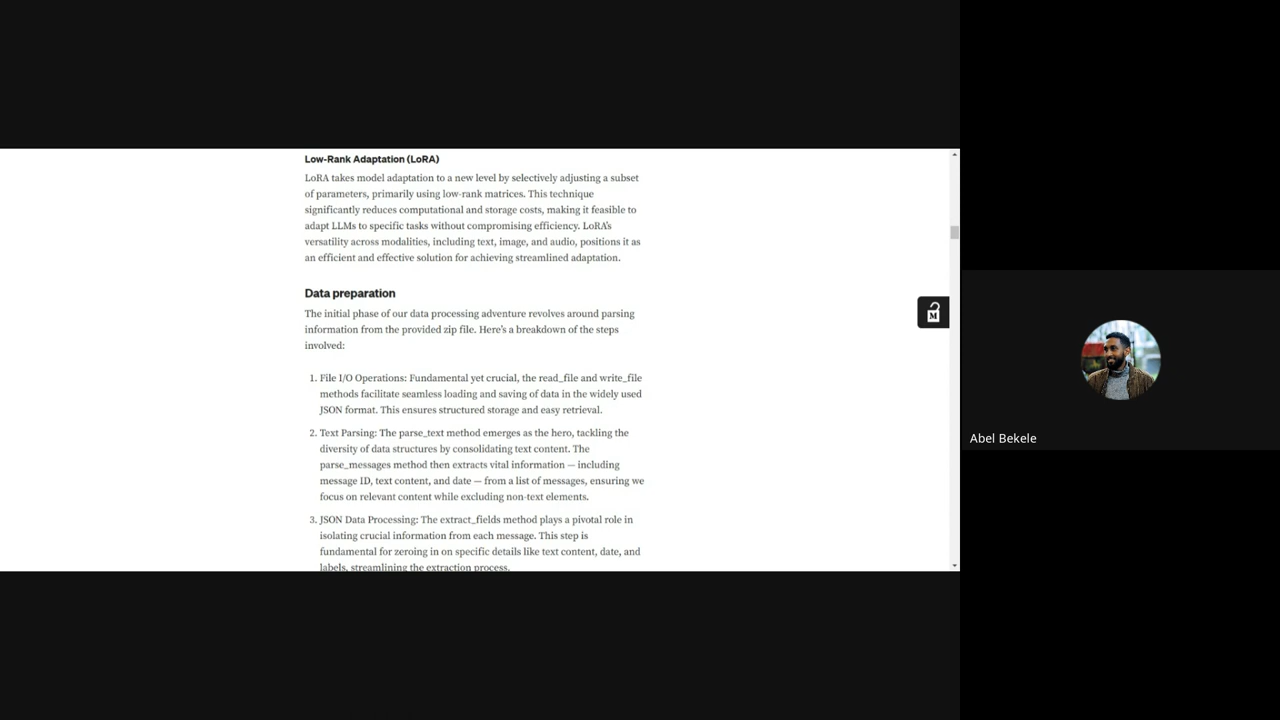 Low-Rank Adaptation (LoRA)
LoRA takes model adaptation to a new level by selectively adjusting a subset
of parameters, primarily using low-rank matrices. This technique
significantly reduces computational and storage costs, making it feasible to
adapt LLMs to specific tasks without compromising efficiency. LoRA's
versatility across modalities, including text, image, and audio, positions it as
an efficient and effective solution for achieving streamlined adaptation.
Data preparation
The initial phase of our data processing adventure revolves around parsing
information from the provided zip file. Here's a breakdown of the steps
involved:
1. File I/O Operations: Fundamental yet crucial, the read_file and write_file
methods facilitate seamless loading and saving of data in the widely used
JSON format. This ensures structured storage and easy retrieval.
2. Text Parsing: The parse_text method emerges as the hero, tackling the
diversity of data structures by consolidating text content. The
parse_messages method then extracts vital information — including
message ID, text content, and date — from a list of messages, ensuring we
focus on relevant content while excluding non-text elements.
3. JSON Data Processing: The extract_fields method plays a pivotal role in
isolating crucial information from each message. This step is
fundamental for zeroing in on specific details like text content, date, and
labels, streamlining the extraction process.
M
Abel Bekele